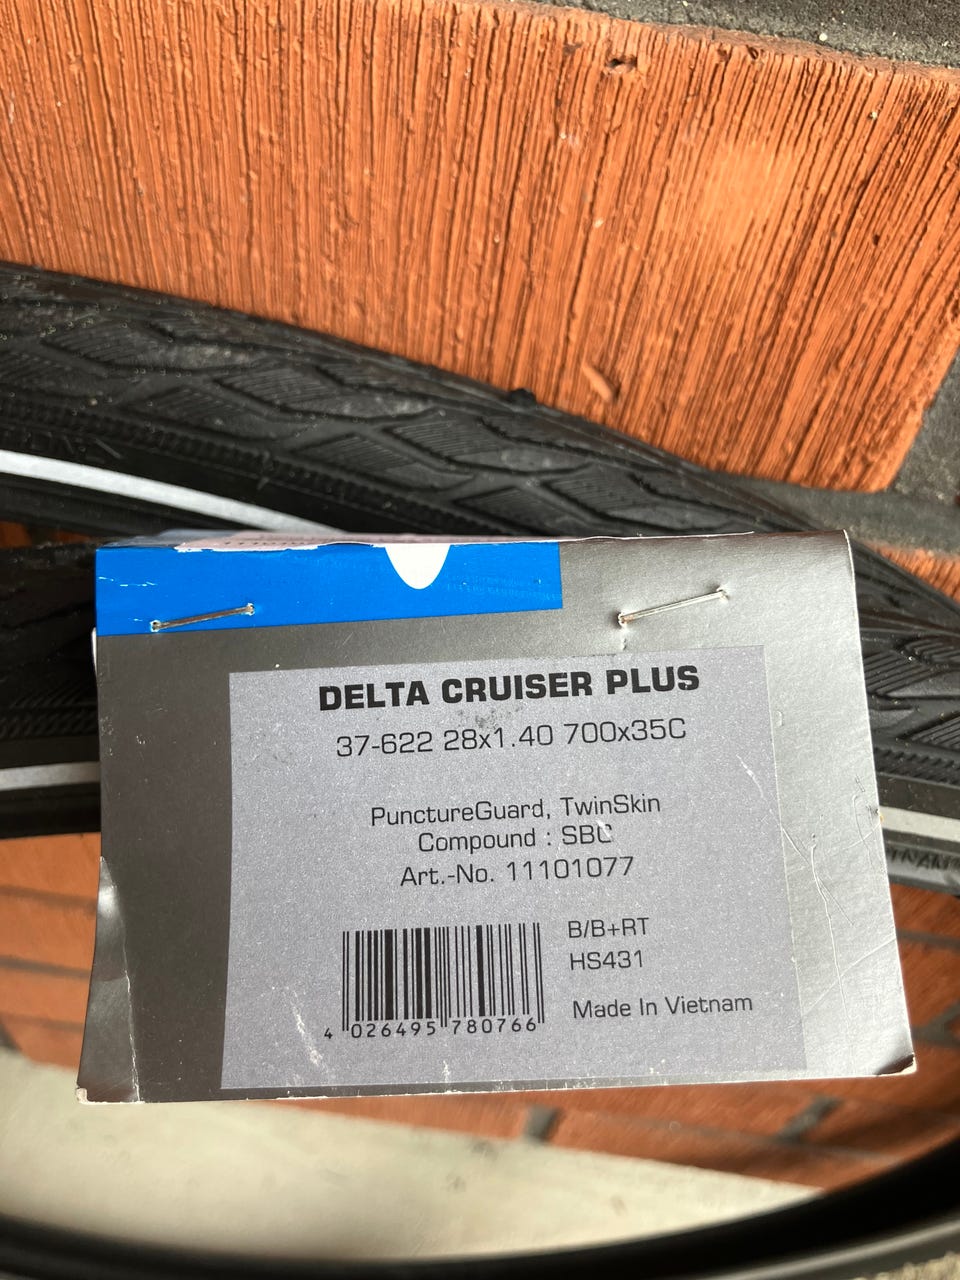 DELTA CRUISER PLUS
37-622 28x1.40 700x35C
PunctureGuard, TwinSkin
Compound : SBC
Art.-No. 11101077
B/B+RT
HS431
Made In Vietnam
4 026495 780766